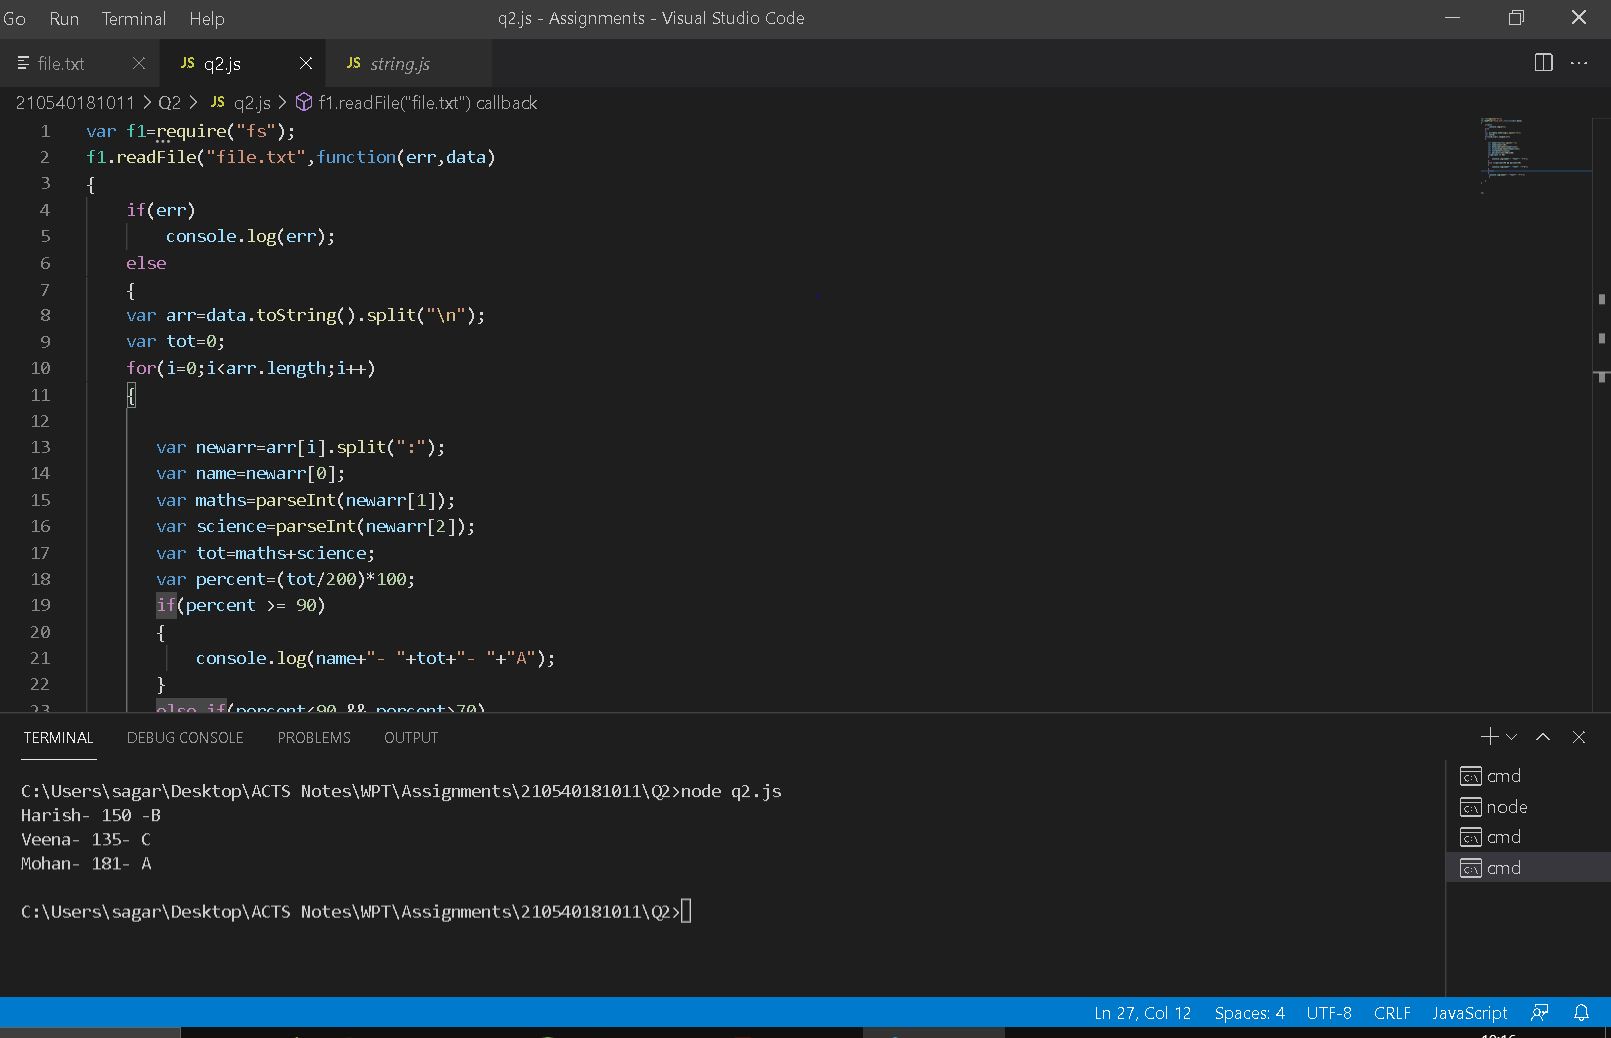 Go Run Terminal Help q2.js - Assignments - Visual Studio Code
file.txt JS q2.js JS string.js
210540181011 > Q2 > JS q2.js > f1.readFile("file.txt") callback
1 var f1=require("fs");
2 f1.readFile("file.txt",function(err,data)
3 {
4 if(err)
5 console.log(err);
6 else
7 {
8 var arr=data.toString().split("\n");
9 var tot=0;
10 for(i=0;i<arr.length;i++)
11 {
12
13 var newarr=arr[i].split(":");
14 var name=newarr[0];
15 var maths=parseInt(newarr[1]);
16 var science=parseInt(newarr[2]);
17 var tot=maths+science;
18 var percent=(tot/200)*100;
19 if(percent >= 90)
20 {
21 console.log(name+"- "+tot+"- "+"A");
22 }
23 else if(percent<90 && percent>70)
TERMINAL DEBUG CONSOLE PROBLEMS OUTPUT
C:\Users\sagar\Desktop\ACTS Notes\WPT\Assignments\210540181011\Q2>node q2.js
Harish- 150 -B
Veena- 135- C
Mohan- 181- A
C:\Users\sagar\Desktop\ACTS Notes\WPT\Assignments\210540181011\Q2>
cmd
node
cmd
cmd
Ln 27, Col 12 Spaces: 4 UTF-8 CRLF JavaScript